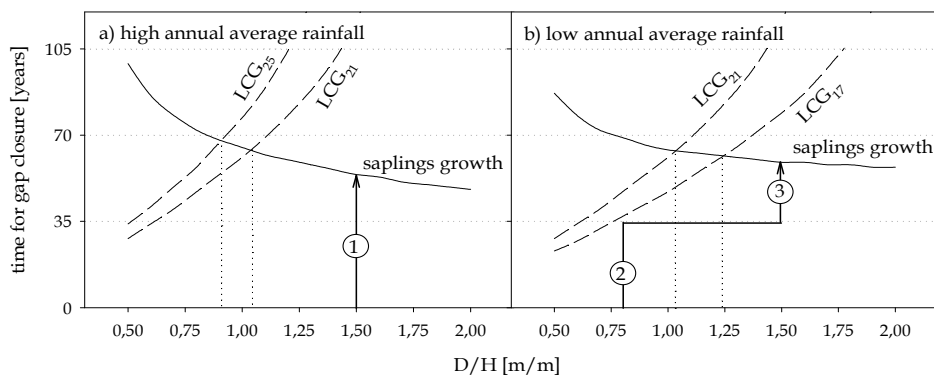 a) high annual average rainfall
b) low annual average rainfall
time for gap closure [years]
105
70
35
0
LCG25
LCG21
saplings growth
1
LCG21
LCG17
saplings growth
3
2
0,50 0,75 1,00 1,25 1,50 1,75 2,00
0,50 0,75 1,00 1,25 1,50 1,75 2,00
D/H [m/m]